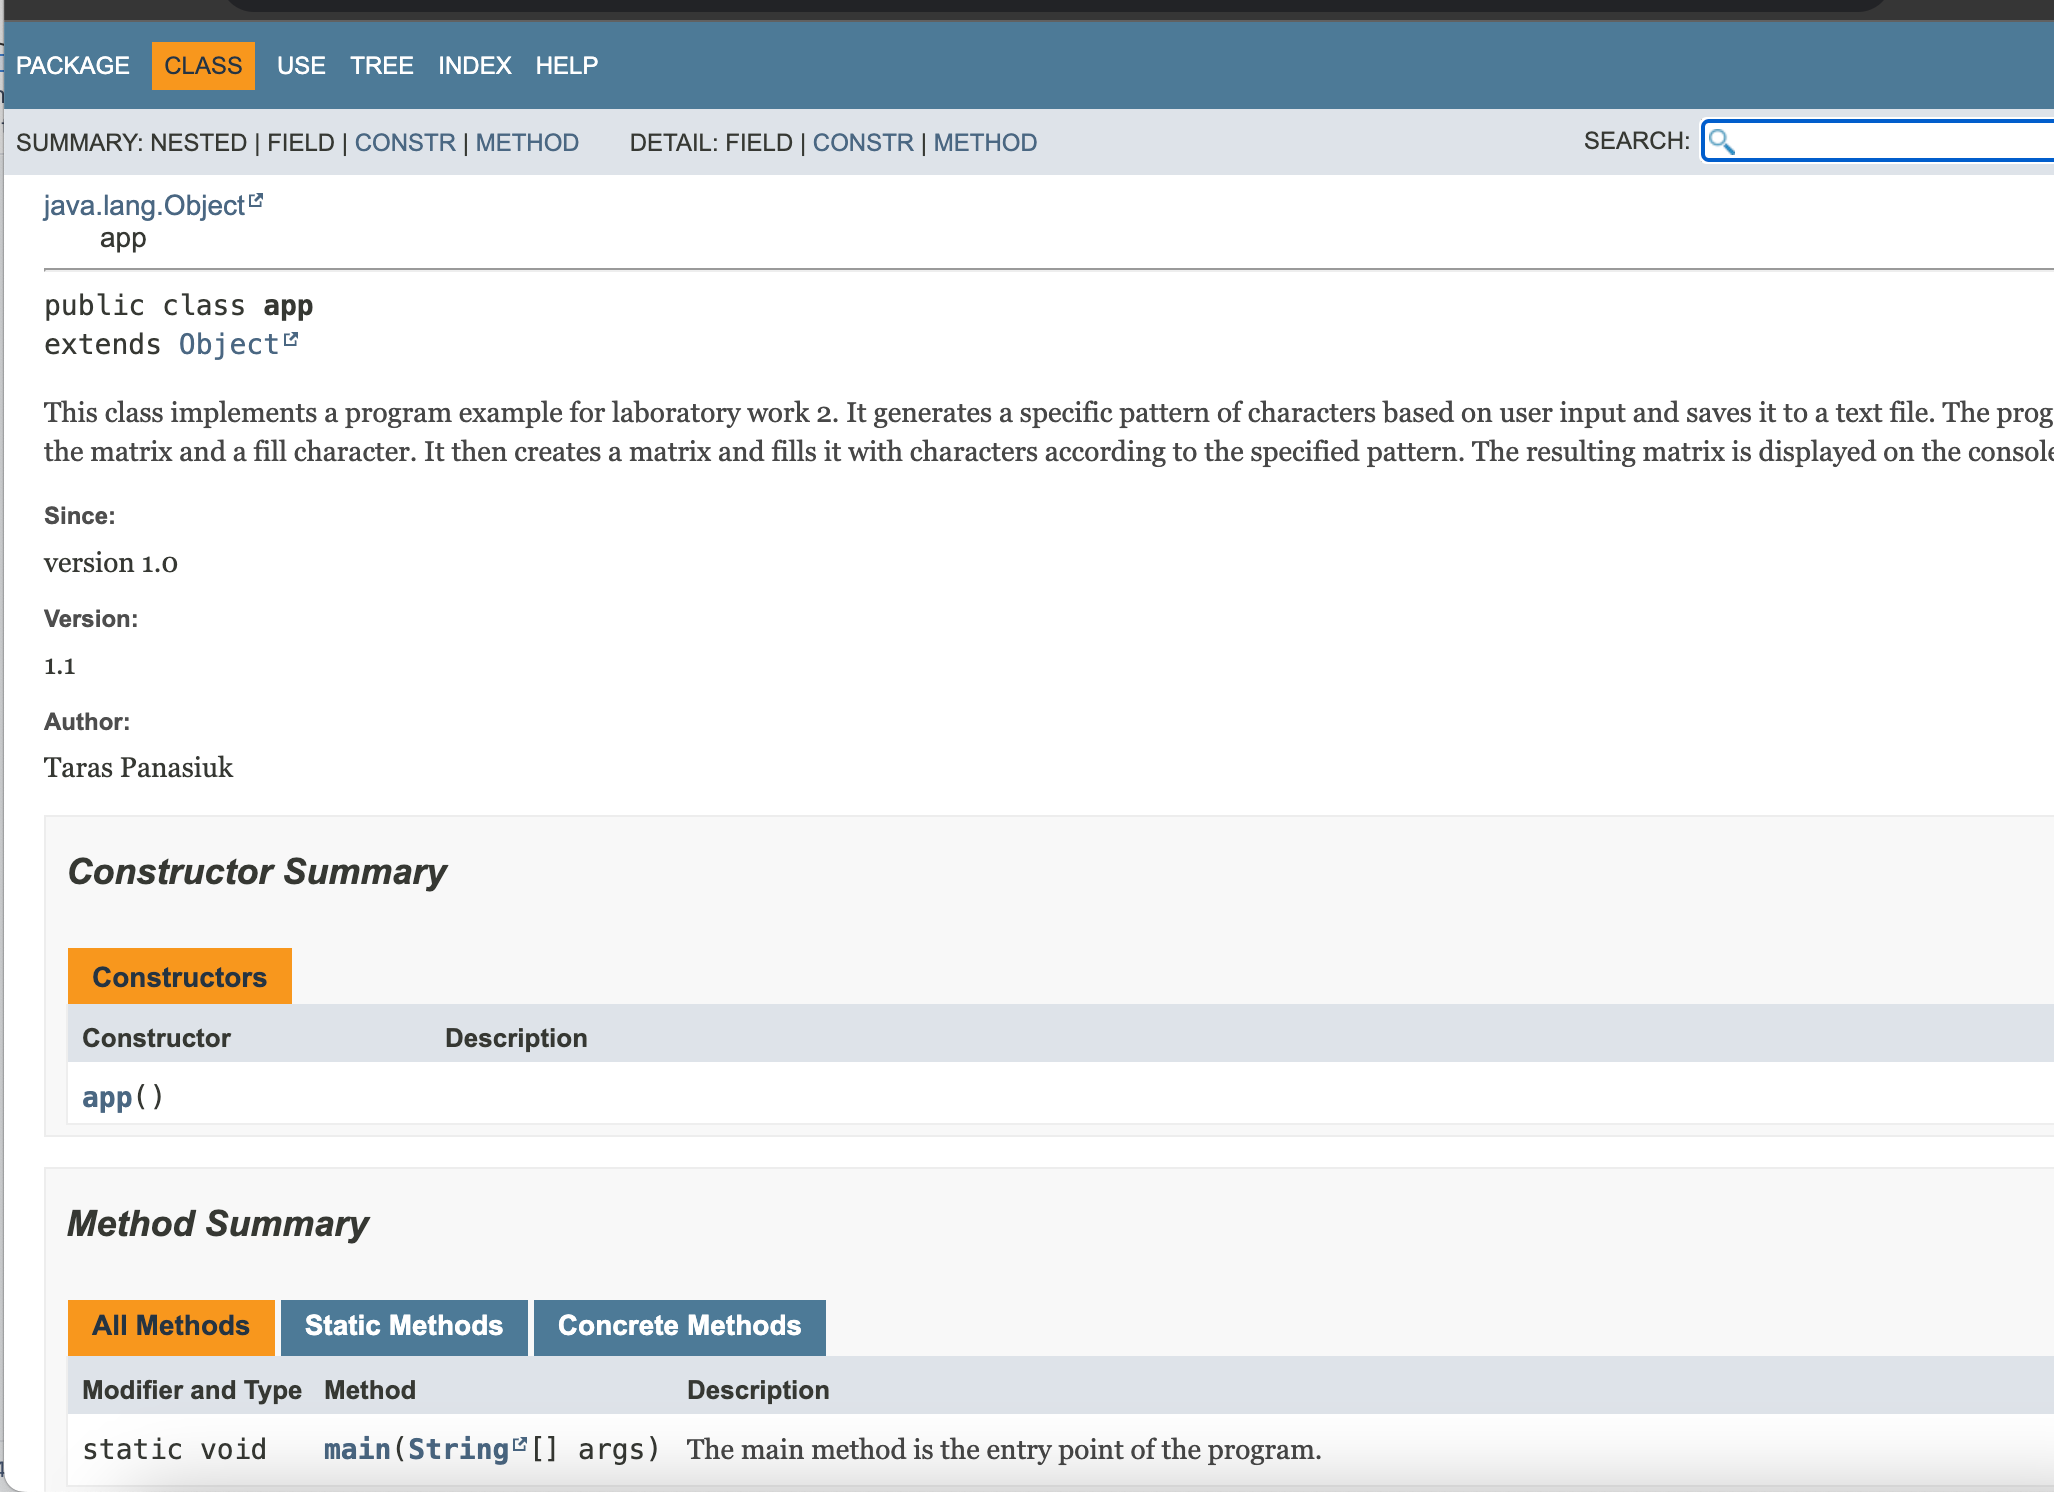 PACKAGE CLASS USE TREE INDEX HELP
SUMMARY: NESTED | FIELD | CONSTR | METHOD DETAIL: FIELD | CONSTR | METHOD SEARCH:
java.lang.Object
app
public class app
extends Object
This class implements a program example for laboratory work 2. It generates a specific pattern of characters based on user input and saves it to a text file. The prog
the matrix and a fill character. It then creates a matrix and fills it with characters according to the specified pattern. The resulting matrix is displayed on the console
Since:
version 1.0
Version:
1.1
Author:
Taras Panasiuk
Constructor Summary
Constructors
Constructor Description
app()
Method Summary
All Methods Static Methods Concrete Methods
Modifier and Type Method Description
static void main(String[] args) The main method is the entry point of the program.